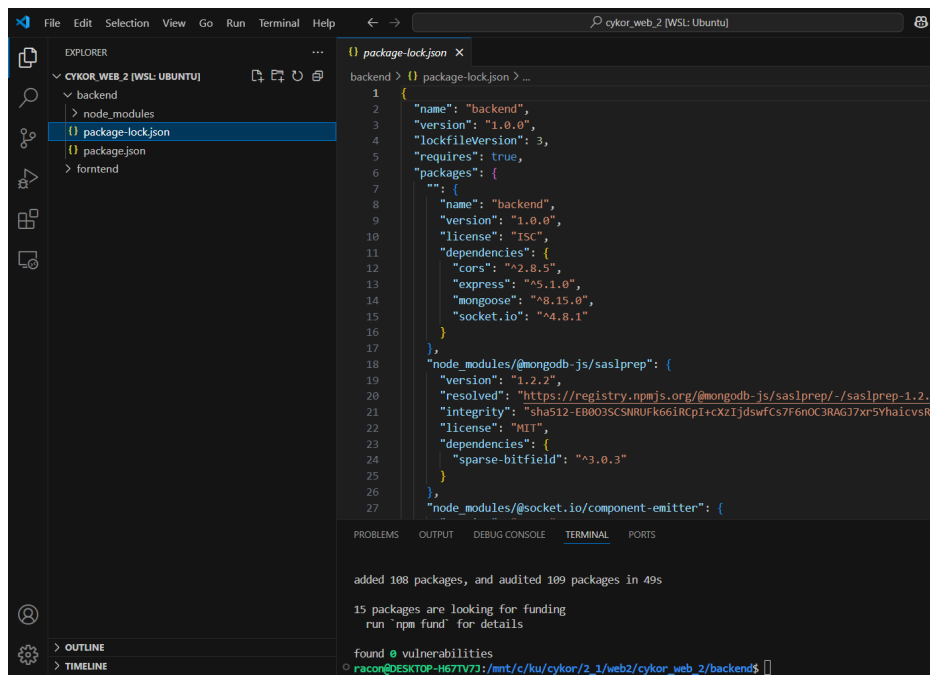 File Edit Selection View Go Run Terminal Help
cykor_web_2 [WSL: Ubuntu]
EXPLORER
CYKOR_WEB_2 [WSL: UBUNTU]
backend
node_modules
package-lock.json
package.json
forntend
OUTLINE
TIMELINE
{} package-lock.json
backend > {} package-lock.json > ...
1 {
2 "name": "backend",
3 "version": "1.0.0",
4 "lockfileVersion": 3,
5 "requires": true,
6 "packages": {
7 "": {
8 "name": "backend",
9 "version": "1.0.0",
10 "license": "ISC",
11 "dependencies": {
12 "cors": "^2.8.5",
13 "express": "^5.1.0",
14 "mongoose": "^8.15.0",
15 "socket.io": "^4.8.1"
16 }
17 },
18 "node_modules/@mongodb-js/saslprep": {
19 "version": "1.2.2",
20 "resolved": "https://registry.npmjs.org/@mongodb-js/saslprep/-/saslprep-1.2.
21 "integrity": "sha512-EB0O3SCSNRUFk66iRCpI+cXzIjdswfCs7F6nOC3RAGJ7xr5YhaicvsR
22 "license": "MIT",
23 "dependencies": {
24 "sparse-bitfield": "^3.0.3"
25 }
26 },
27 "node_modules/@socket.io/component-emitter": {
PROBLEMS OUTPUT DEBUG CONSOLE TERMINAL PORTS
added 108 packages, and audited 109 packages in 49s
15 packages are looking for funding
run `npm fund` for details
found 0 vulnerabilities
racon@DESKTOP-H67TV7J:/mnt/c/ku/cykor/2_1/web2/cykor_web_2/backend$